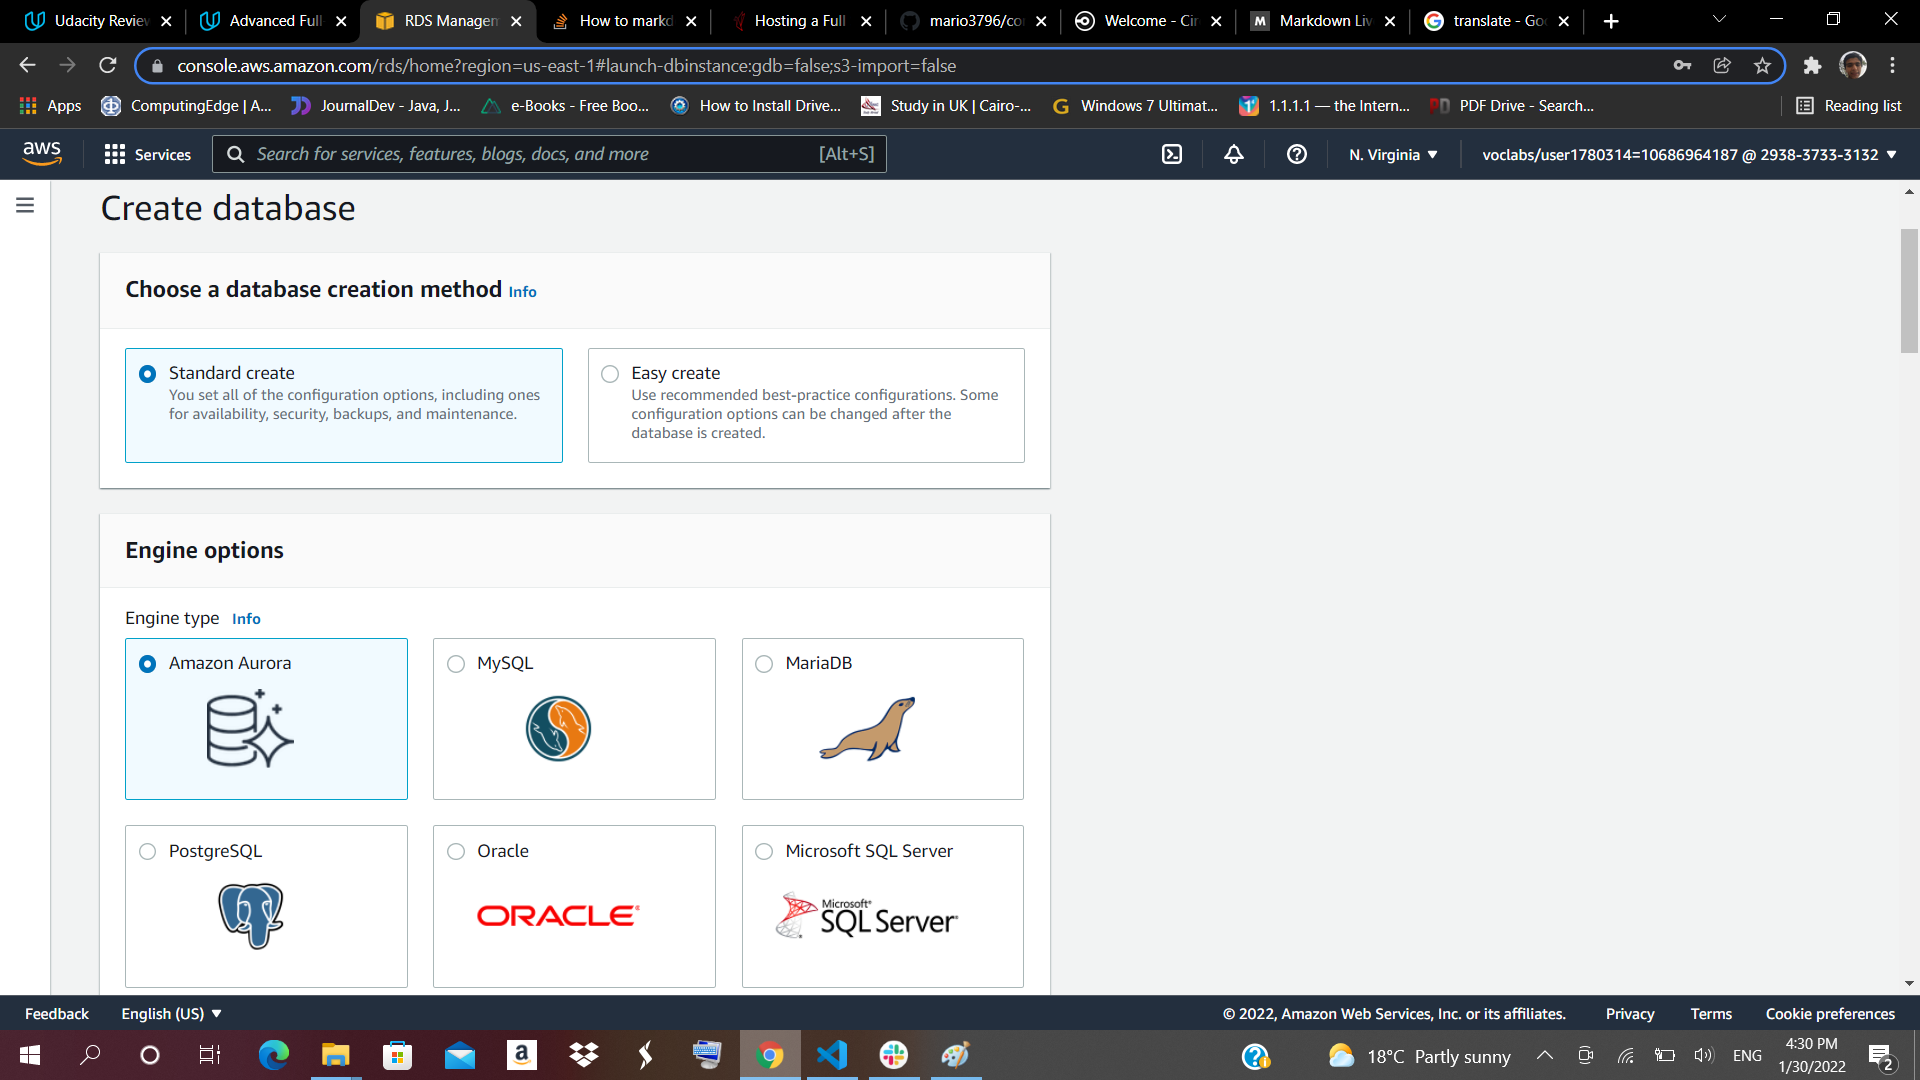 Udacity Review
Advanced Full
RDS Managem
How to markd
Hosting a Full
mario3796/co
Welcome - Cir
Markdown Liv
translate - Go
console.aws.amazon.com/rds/home?region=us-east-1#launch-dbinstance:gdb=false;s3-import=false
Apps
ComputingEdge | A...
JournalDev - Java, J...
e-Books - Free Boo...
How to Install Drive...
Study in UK | Cairo-...
Windows 7 Ultimat...
1.1.1.1 — the Intern...
PDF Drive - Search...
Reading list
aws
Services
Search for services, features, blogs, docs, and more
[Alt+S]
N. Virginia
voclabs/user1780314=10686964187 @ 2938-3733-3132
Create database
Choose a database creation method Info
Standard create
You set all of the configuration options, including ones
for availability, security, backups, and maintenance.
Easy create
Use recommended best-practice configurations. Some
configuration options can be changed after the
database is created.
Engine options
Engine type Info
Amazon Aurora
MySQL
MariaDB
PostgreSQL
Oracle
ORACLE
Microsoft SQL Server
Microsoft
SQL Server
Feedback
English (US)
© 2022, Amazon Web Services, Inc. or its affiliates.
Privacy
Terms
Cookie preferences
18°C Partly sunny
ENG
4:30 PM
1/30/2022
2